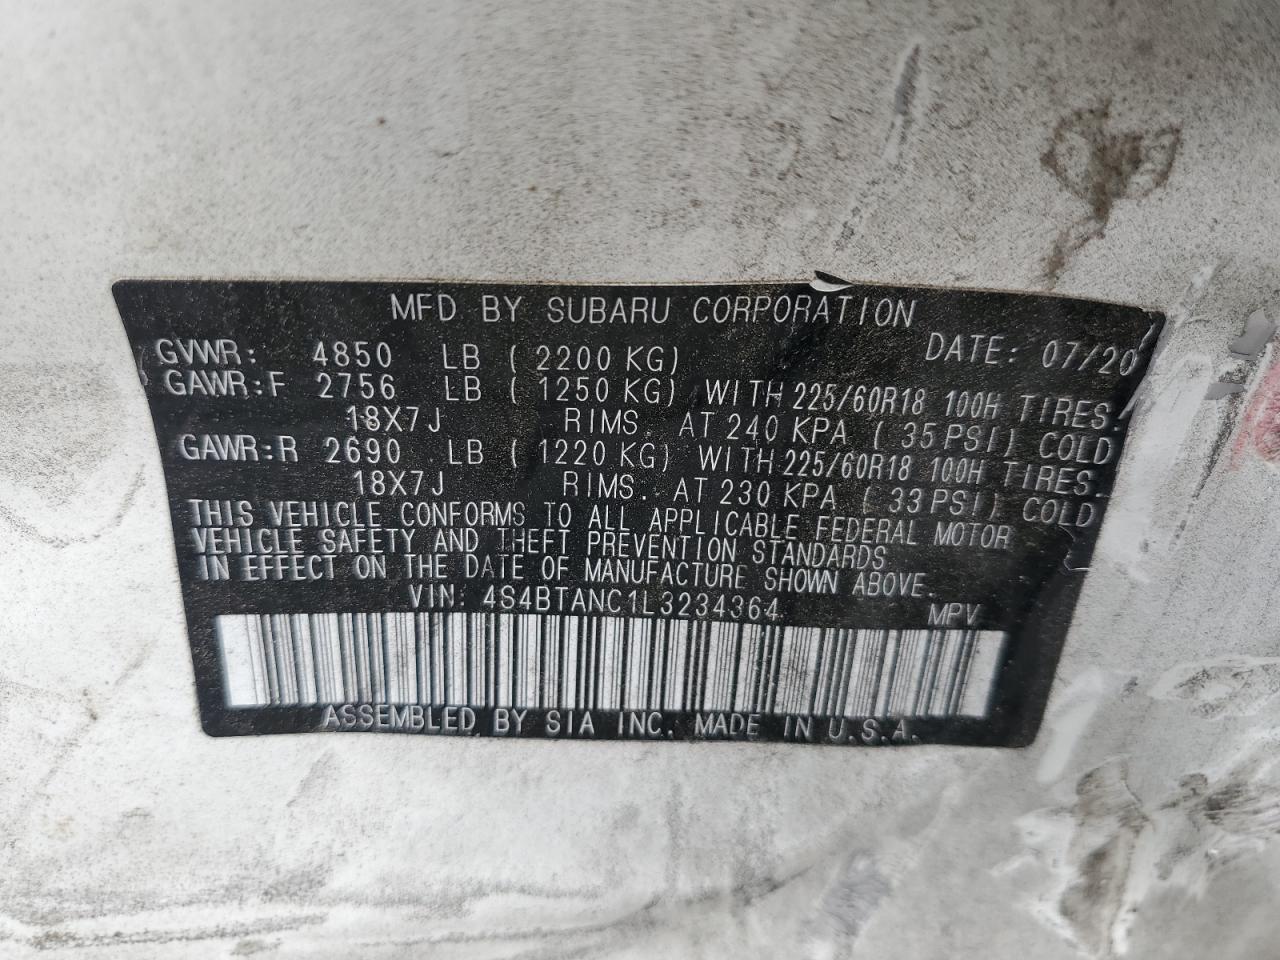 MFD BY SUBARU CORPORATION
GVWR: 4850 LB ( 2200 KG) DATE: 07/20
GAWR:F 2756 LB ( 1250 KG) WITH 225/60R18 100H TIRES.
18X7J RIMS. AT 240 KPA ( 35 PSI) COLD
GAWR:R 2690 LB ( 1220 KG) WITH 225/60R18 100H TIRES.
18X7J RIMS. AT 230 KPA ( 33 PSI) COLD
THIS VEHICLE CONFORMS TO ALL APPLICABLE FEDERAL MOTOR
VEHICLE SAFETY AND THEFT PREVENTION STANDARDS
IN EFFECT ON THE DATE OF MANUFACTURE SHOWN ABOVE.
VIN: 4S4BTANC1L3234364 MPV
ASSEMBLED BY SIA INC. MADE IN U.S.A.